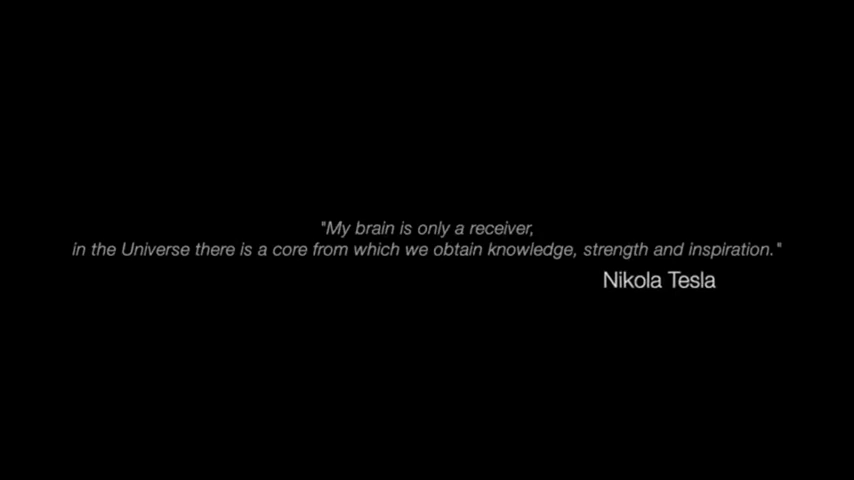 "My brain is only a receiver,
in the Universe there is a core from which we obtain knowledge, strength and inspiration."
Nikola Tesla